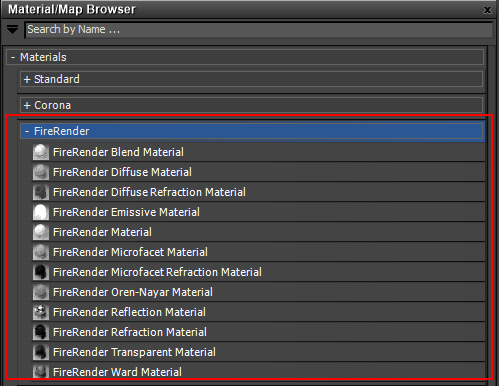 Material/Map Browser x
Search by Name ...
- Materials
+ Standard
+ Corona
- FireRender
FireRender Blend Material
FireRender Diffuse Material
FireRender Diffuse Refraction Material
FireRender Emissive Material
FireRender Material
FireRender Microfacet Material
FireRender Microfacet Refraction Material
FireRender Oren-Nayar Material
FireRender Reflection Material
FireRender Refraction Material
FireRender Transparent Material
FireRender Ward Material